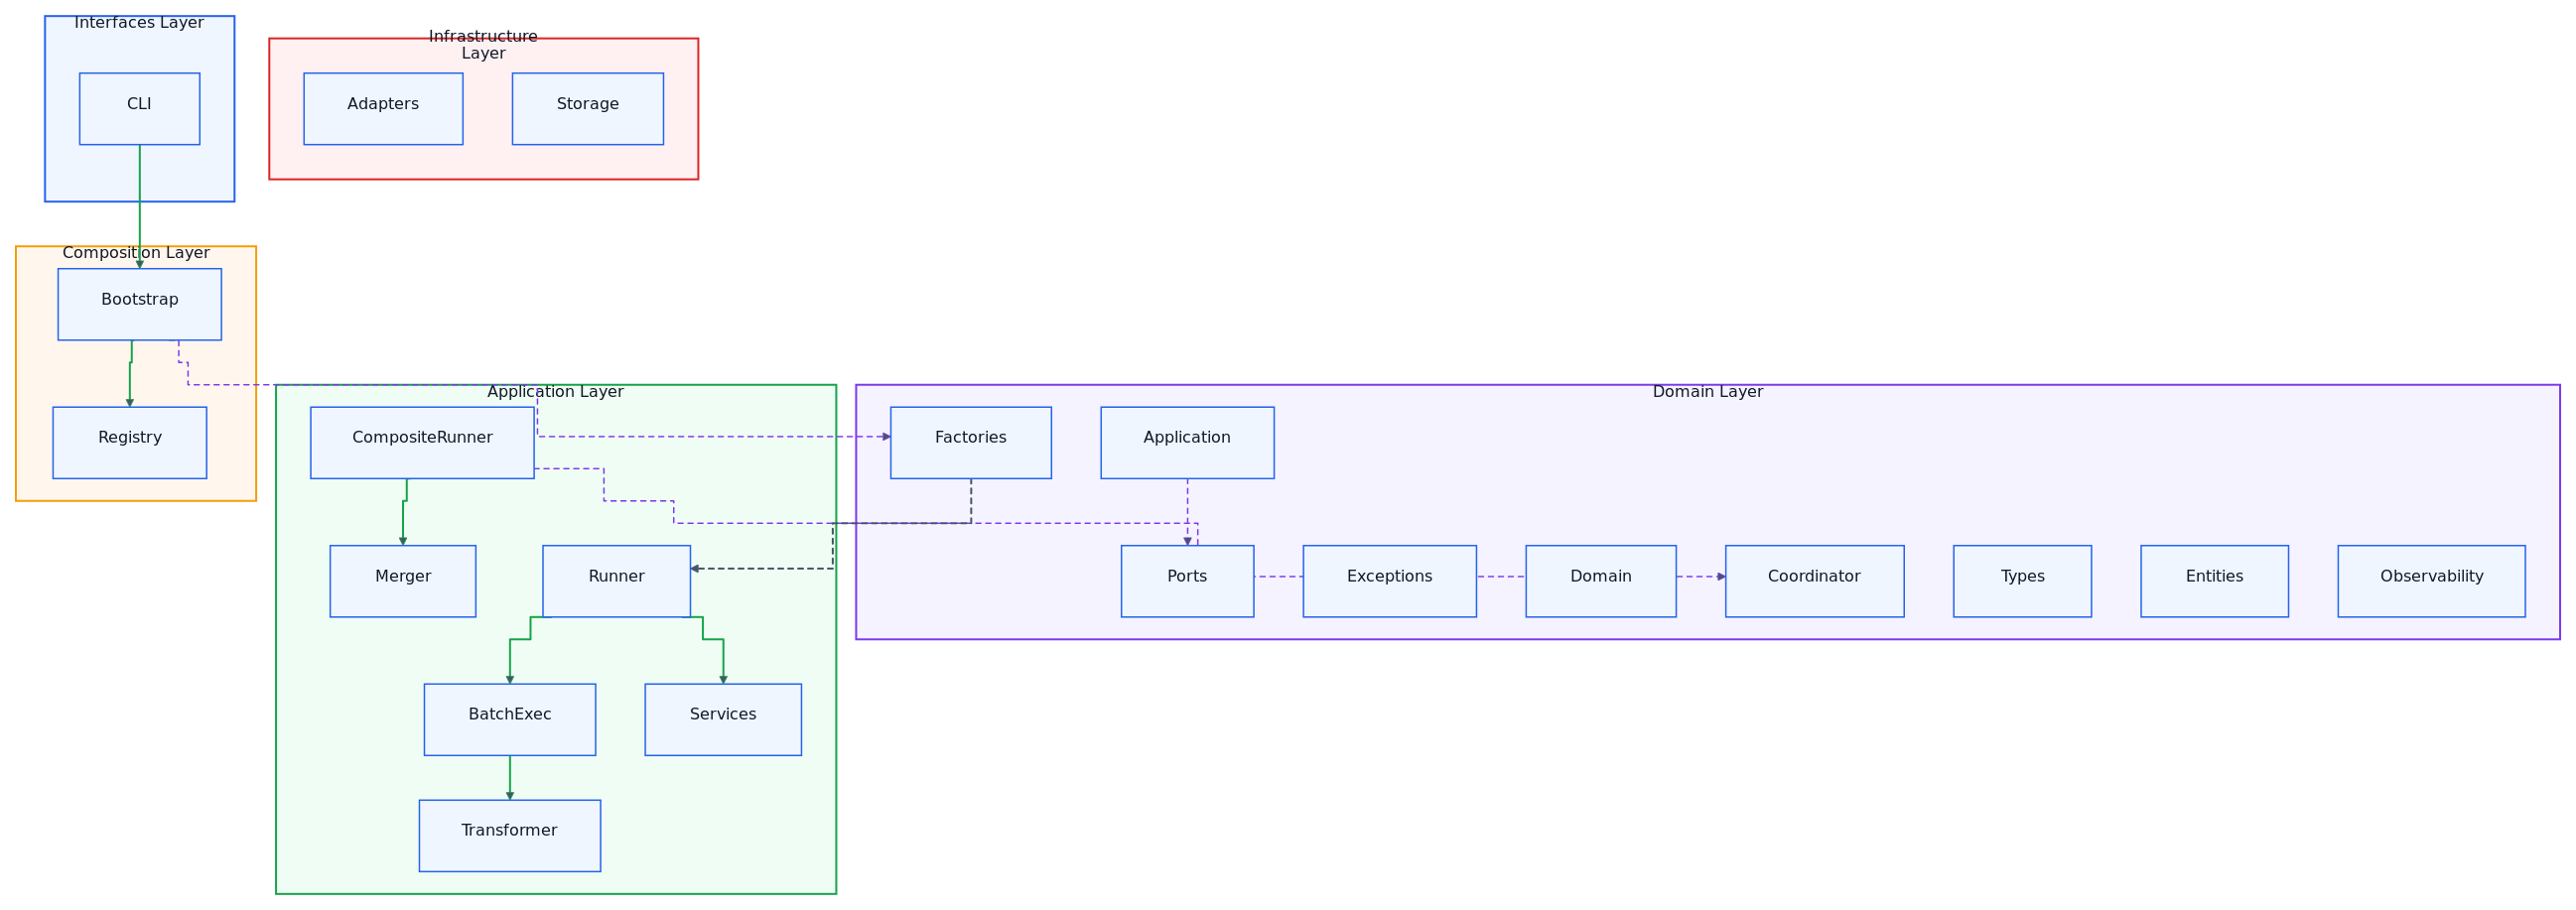 Interfaces Layer
CLI
Infrastructure
Layer
Adapters
Storage
Composition Layer
Bootstrap
Registry
Application Layer
CompositeRunner
Merger
Runner
BatchExec
Services
Transformer
Domain Layer
Factories
Application
Ports
Exceptions
Domain
Coordinator
Types
Entities
Observability